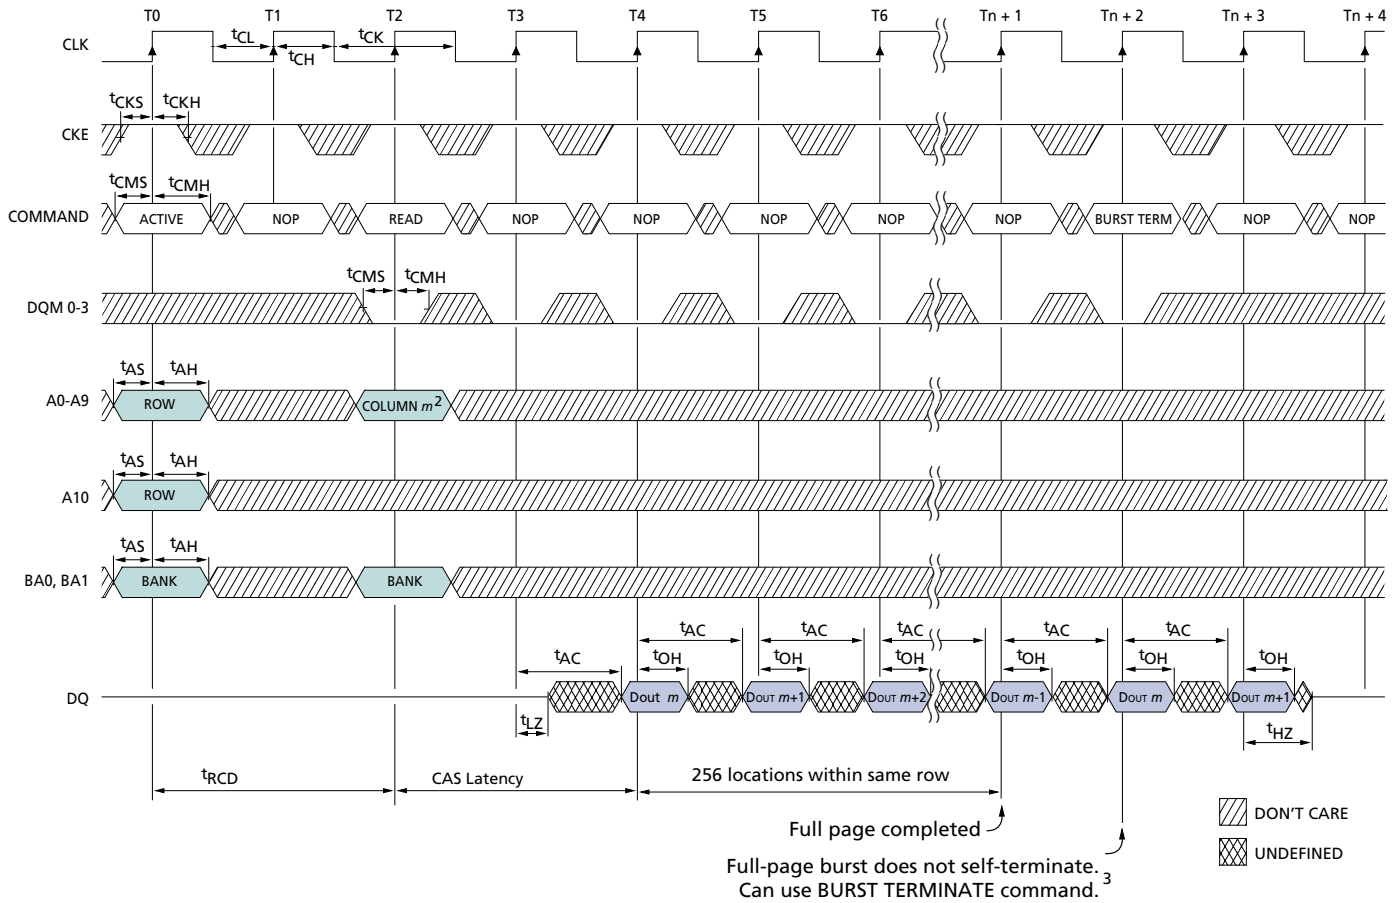 T0 T1 T2 T3 T4 T5 T6 Tn + 1 Tn + 2 Tn + 3 Tn + 4
CLK tCL tCH tCK
tCKS tCKH
CKE
tCMS tCMH
COMMAND ACTIVE NOP READ NOP NOP NOP NOP NOP BURST TERM NOP NOP
tCMS tCMH
DQM 0-3
tAS tAH
A0-A9 ROW COLUMN m2
tAS tAH
A10 ROW
tAS tAH
BA0, BA1 BANK BANK
tAC tAC tAC tAC tAC
tAC tOH tOH tOH tOH tOH tOH
DQ Dout m DOUT m+1 DOUT m+2 DOUT m-1 DOUT m DOUT m+1
tLZ tHZ
tRCD CAS Latency 256 locations within same row
Full page completed
Full-page burst does not self-terminate.
Can use BURST TERMINATE command. 3
DON'T CARE
UNDEFINED